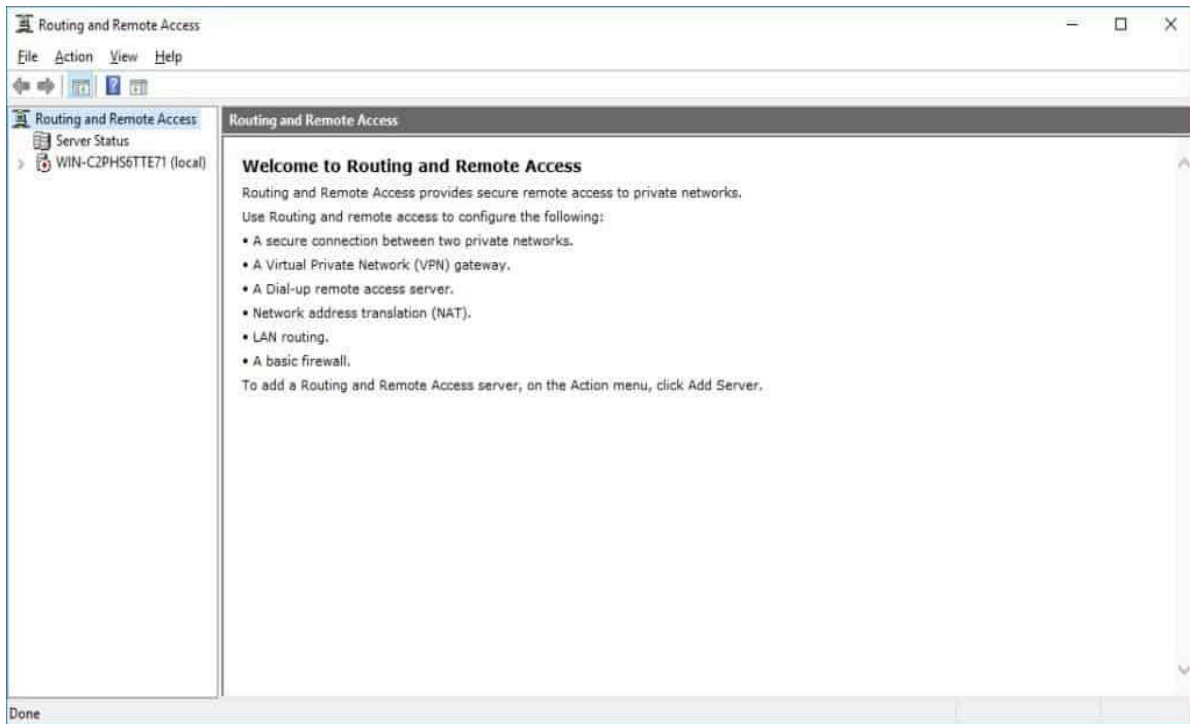 Routing and Remote Access
File Action View Help
Routing and Remote Access
Server Status
WIN-C2PHS6TTE71 (local)
Routing and Remote Access
Welcome to Routing and Remote Access
Routing and Remote Access provides secure remote access to private networks.
Use Routing and remote access to configure the following:
• A secure connection between two private networks.
• A Virtual Private Network (VPN) gateway.
• A Dial-up remote access server.
• Network address translation (NAT).
• LAN routing.
• A basic firewall.
To add a Routing and Remote Access server, on the Action menu, click Add Server.
Done